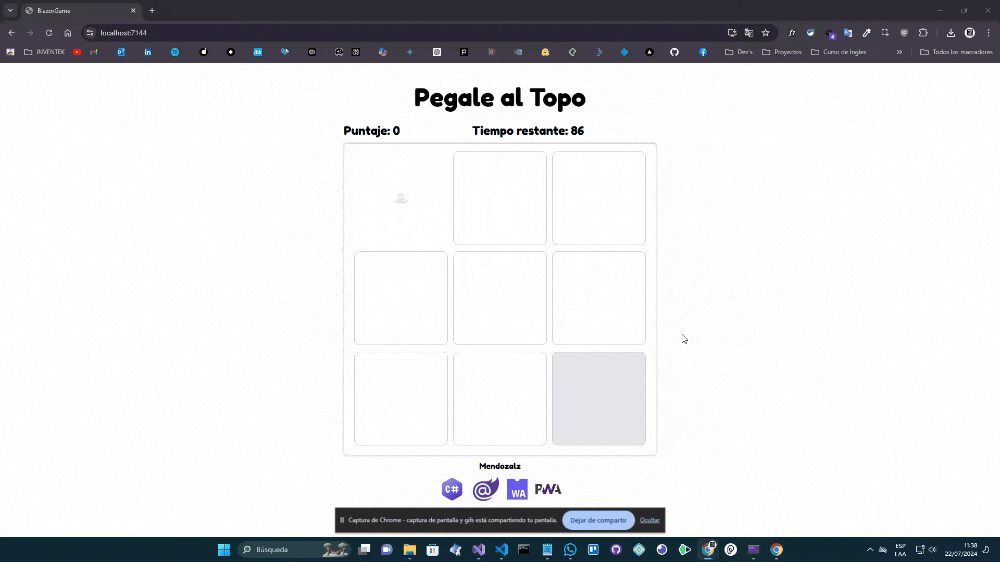 BlazorGame
localhost:7144
INVENTEK
Dev's
Proyectos
Curso de Ingles
Todos los marcadores
Pegale al Topo
Puntaje: 0
Tiempo restante: 86
Mendozalz
C#
@
WA
PWA
Captura de Chrome - captura de pantalla y gifs está compartiendo tu pantalla.
Dejar de compartir
Ocultar
Búsqueda
ESP
LAA
11:38
22/07/2024